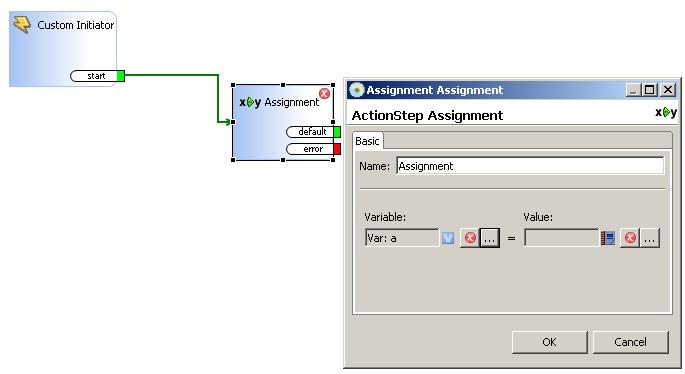 Custom Initiator
start
x y Assignment
default
error
Assignment Assignment
ActionStep Assignment
x y
Basic
Name: Assignment
Variable: Value:
Var: a V ... = ...
OK Cancel